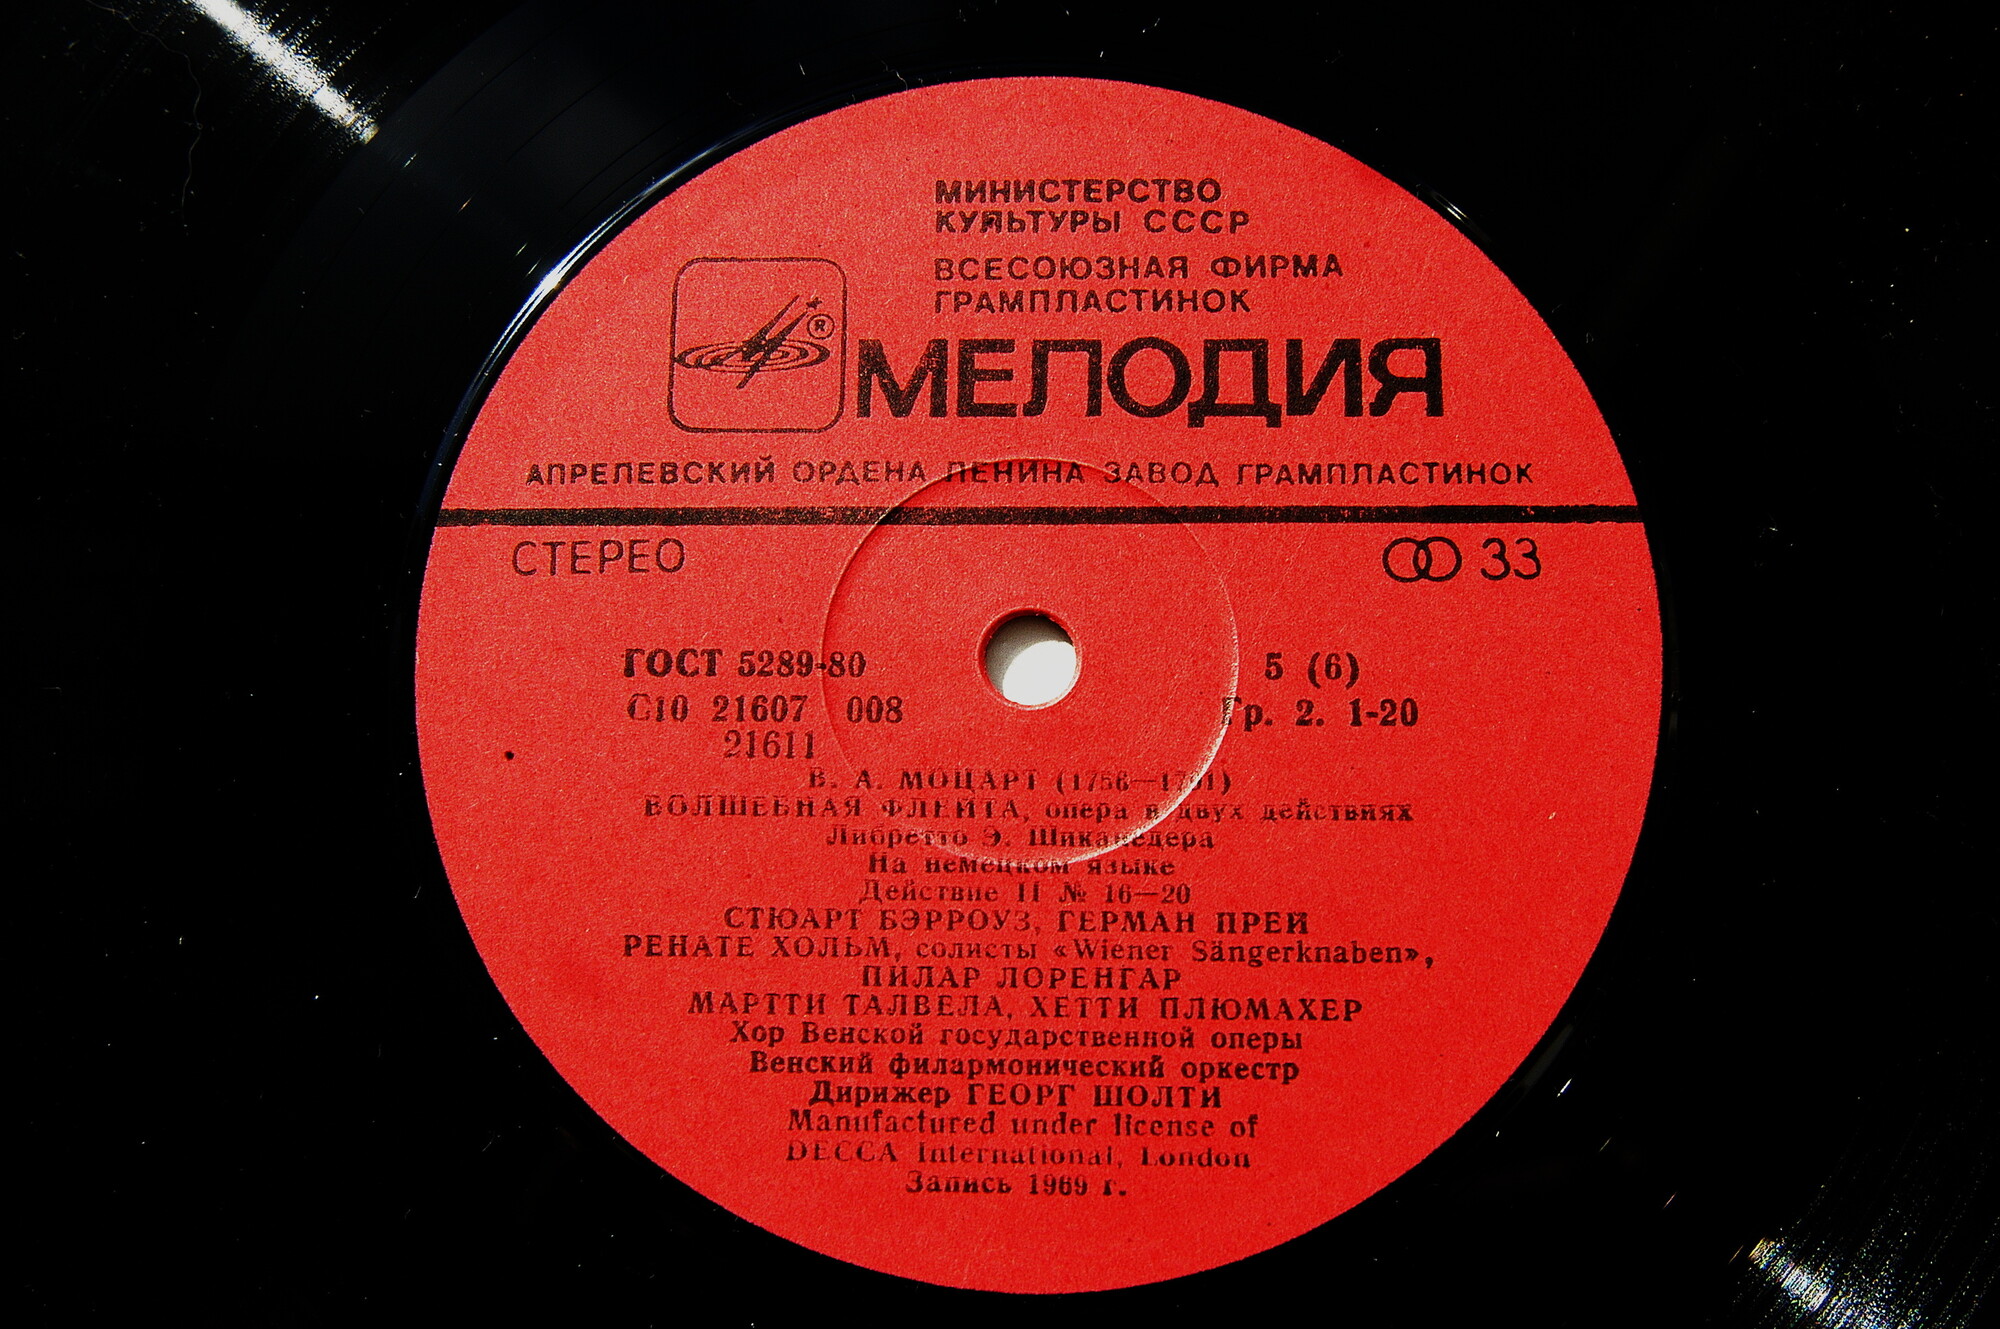 МИНИСТЕРСТВО
КУЛЬТУРЫ СССР
ВСЕСОЮЗНАЯ ФИРМА
ГРАМПЛАСТИНОК
®
МЕЛОДИЯ
АПРЕЛЕВСКИЙ ОРДЕНА ЛЕНИНА ЗАВОД ГРАМПЛАСТИНОК
СТЕРЕО
33
ГОСТ 5289-80
5 (6)
С10 21607 008
Гр. 2. 1-20
21611
В. А. МОЦАРТ (1756—1791)
ВОЛШЕБНАЯ ФЛЕЙТА, опера в двух действиях
Либретто Э. Шиканедера
На немецком языке
Действие II № 16—20
СТЮАРТ БЭРРОУЗ, ГЕРМАН ПРЕЙ
РЕНАТЕ ХОЛЬМ, солисты «Wiener Sängerknaben»,
ПИЛАР ЛОРЕНГАР
МАРТТИ ТАЛВЕЛА, ХЕТТИ ПЛЮМАХЕР
Хор Венской государственной оперы
Венский филармонический оркестр
Дирижер ГЕОРГ ШОЛТИ
Manufactured under license of
DECCA International, London
Запись 1969 г.